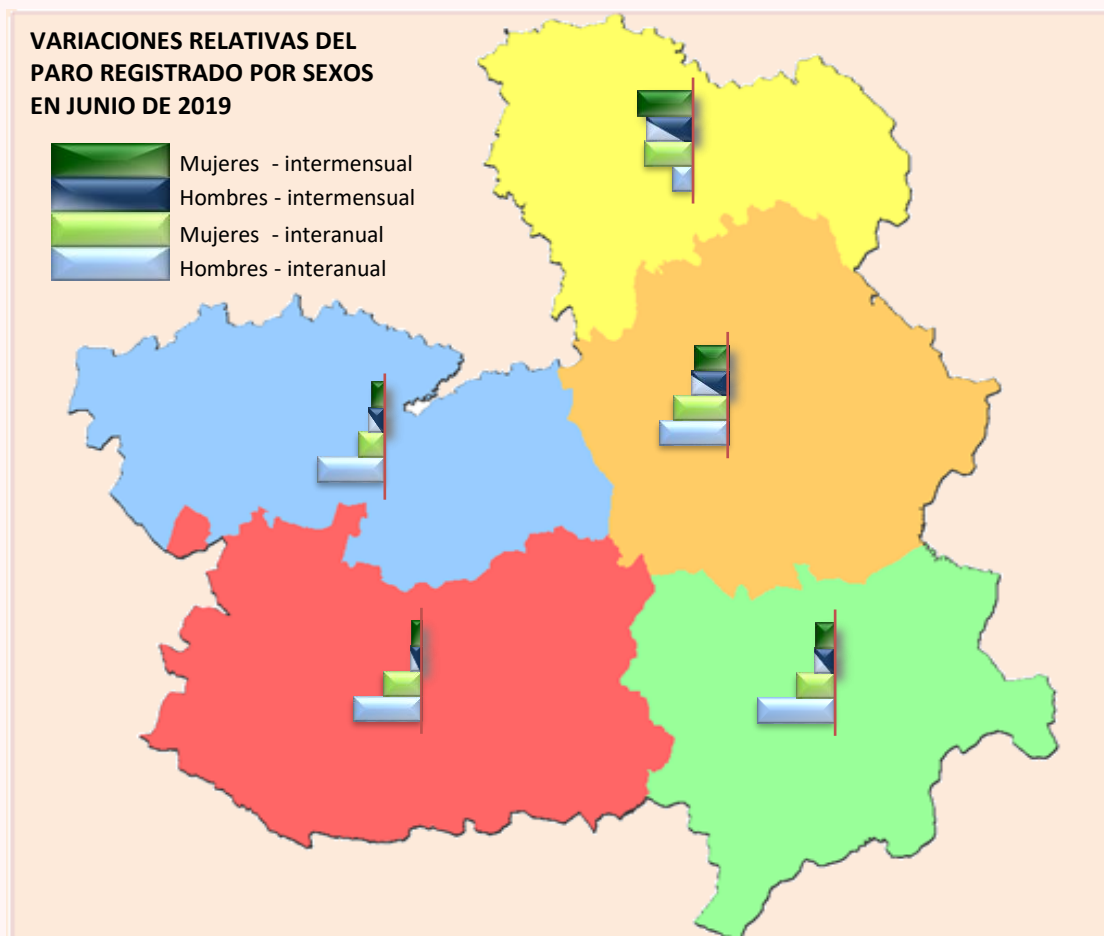 VARIACIONES RELATIVAS DEL
PARO REGISTRADO POR SEXOS
EN JUNIO DE 2019
Mujeres - intermensual
Hombres - intermensual
Mujeres - interanual
Hombres - interanual